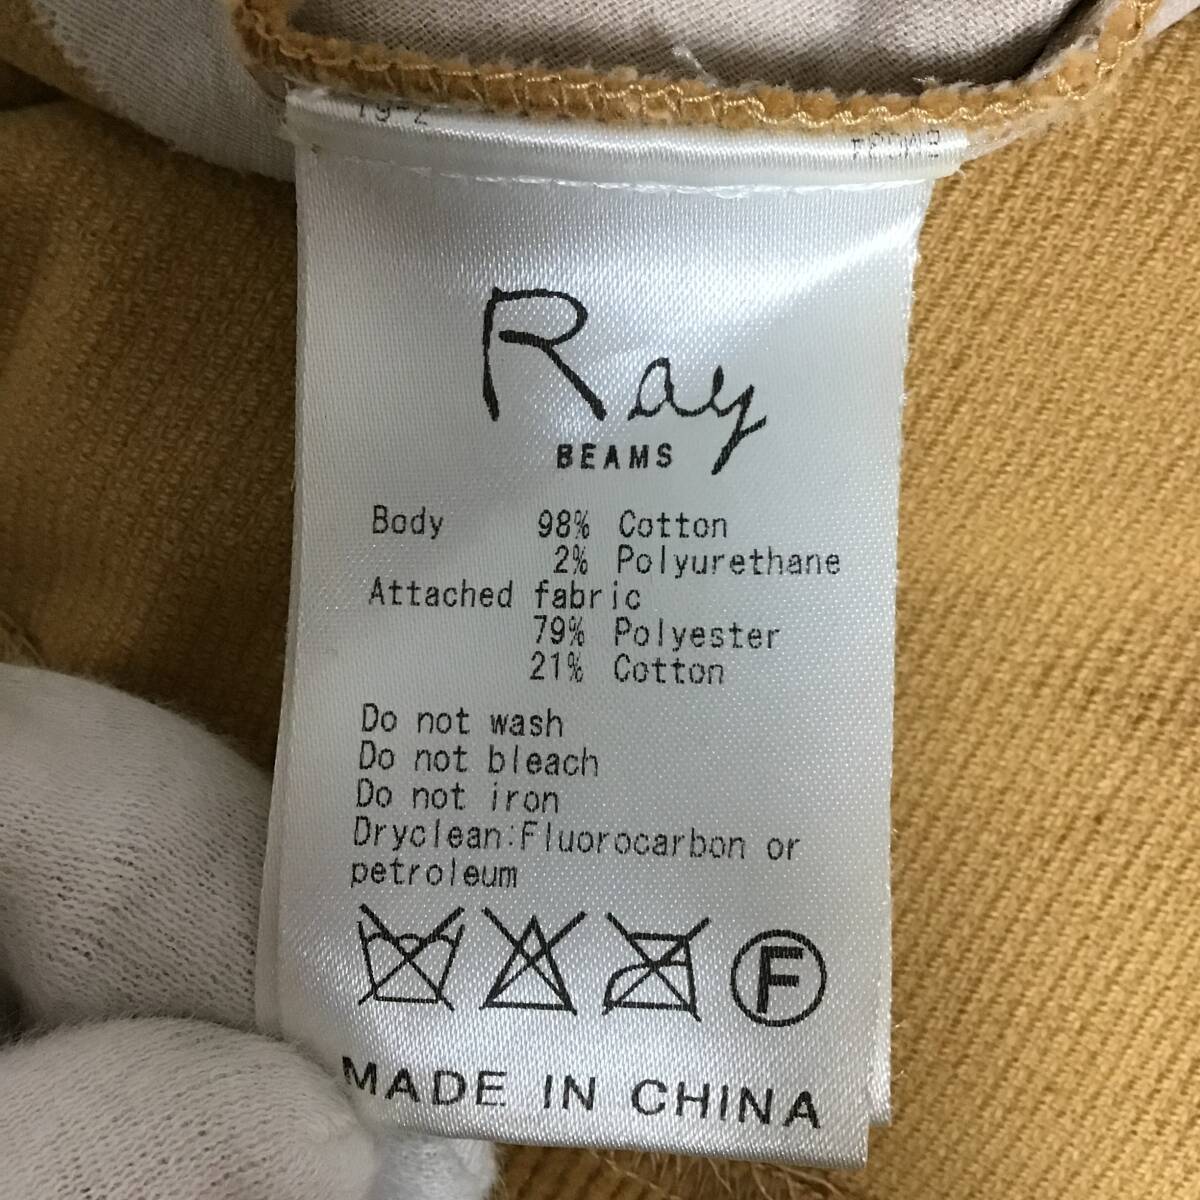 Ray
BEAMS
Body 98% Cotton
2% Polyurethane
Attached fabric
79% Polyester
21% Cotton
Do not wash
Do not bleach
Do not iron
Dryclean:Fluorocarbon or
petroleum
F
MADE IN CHINA